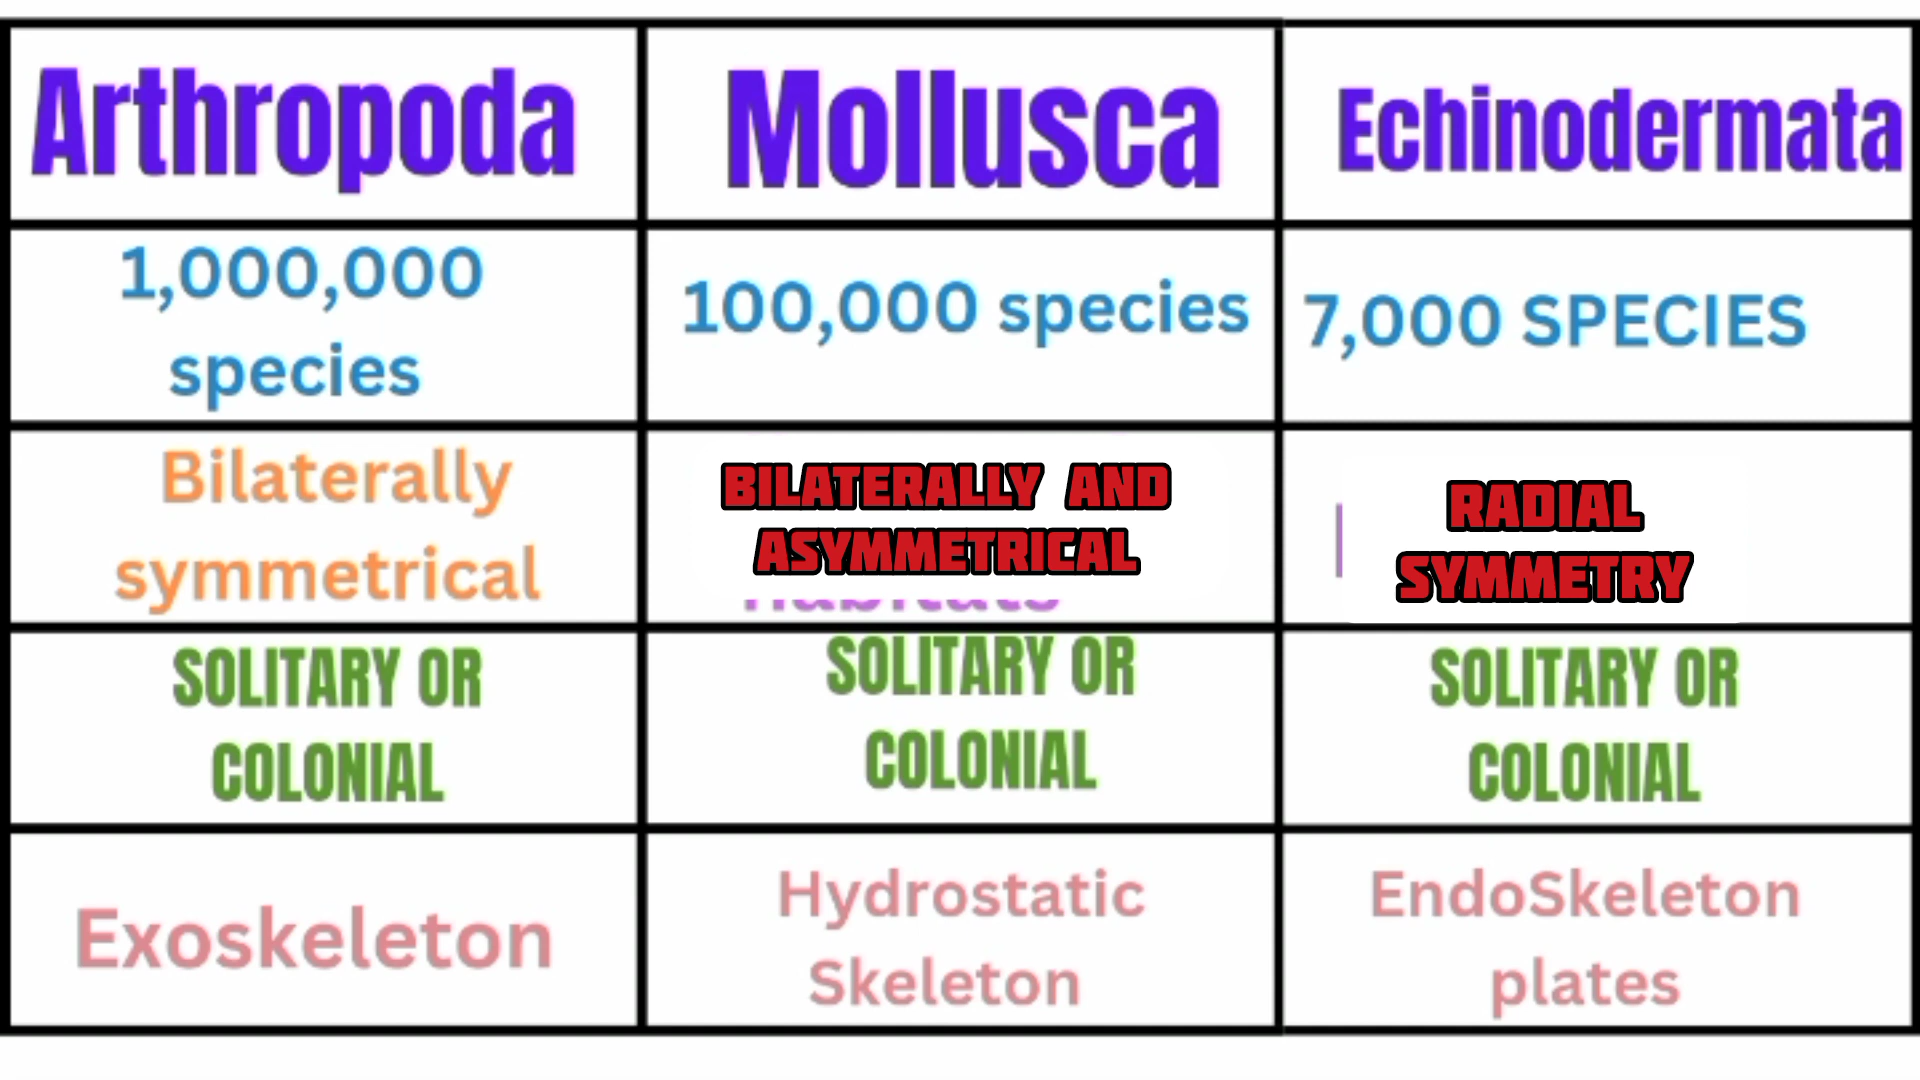 Arthropoda
Mollusca
Echinodermata
1,000,000
species
100,000 species
7,000 SPECIES
Bilaterally
symmetrical
BILATERALLY AND
ASYMMETRICAL
habitats
RADIAL
SYMMETRY
SOLITARY OR
COLONIAL
SOLITARY OR
COLONIAL
SOLITARY OR
COLONIAL
Exoskeleton
Hydrostatic
Skeleton
EndoSkeleton
plates